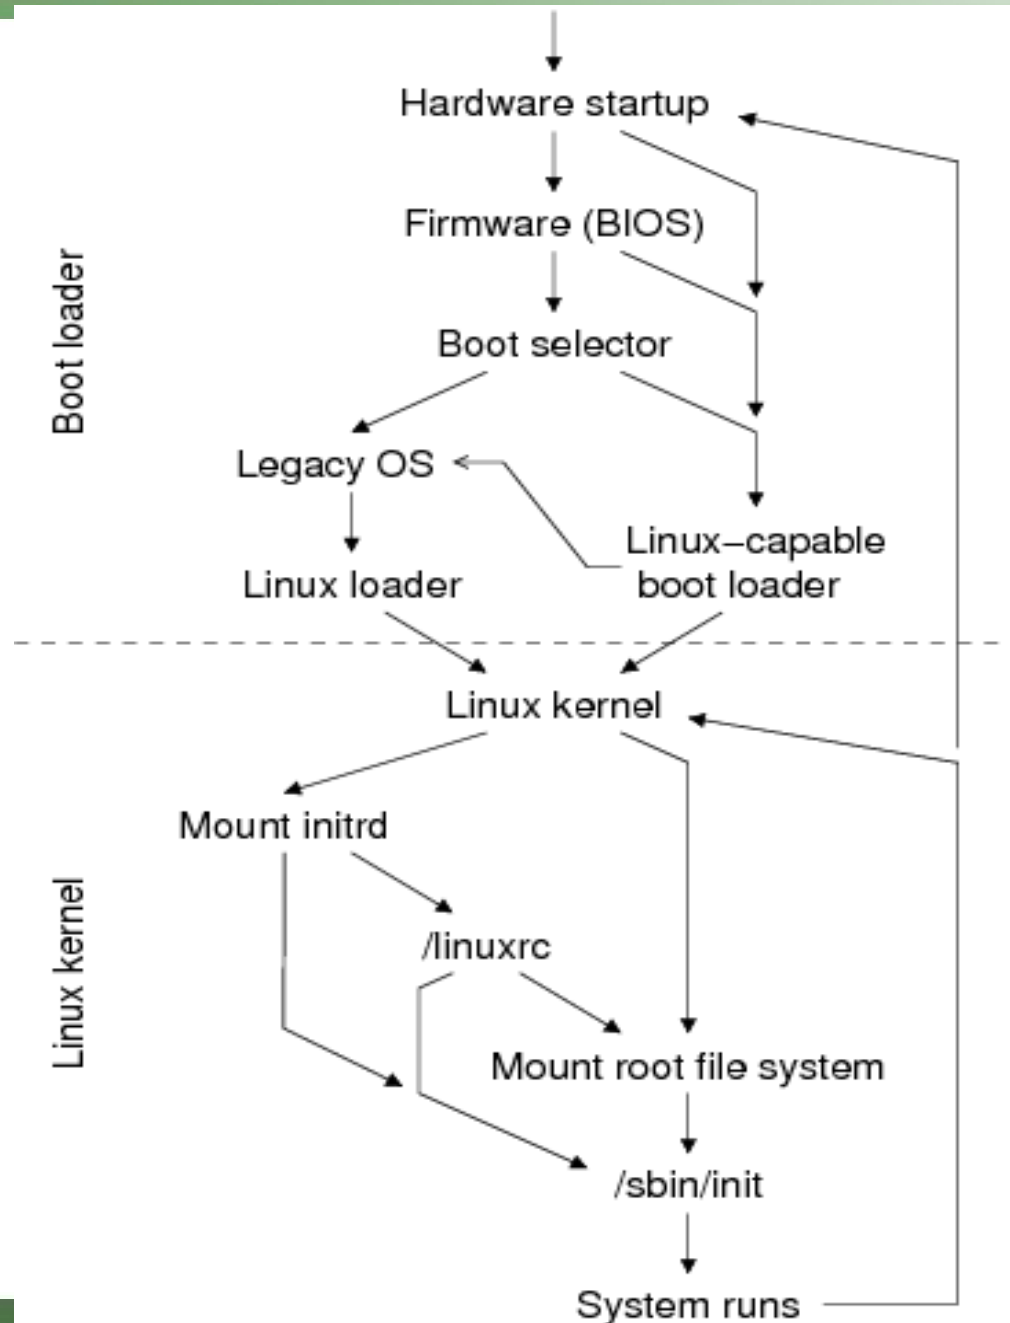 Hardware startup
Firmware (BIOS)
Boot loader
Boot selector
Legacy OS
Linux–capable
boot loader
Linux loader
Linux kernel
Mount initrd
Linux kernel
/linuxrc
Mount root file system
/sbin/init
System runs